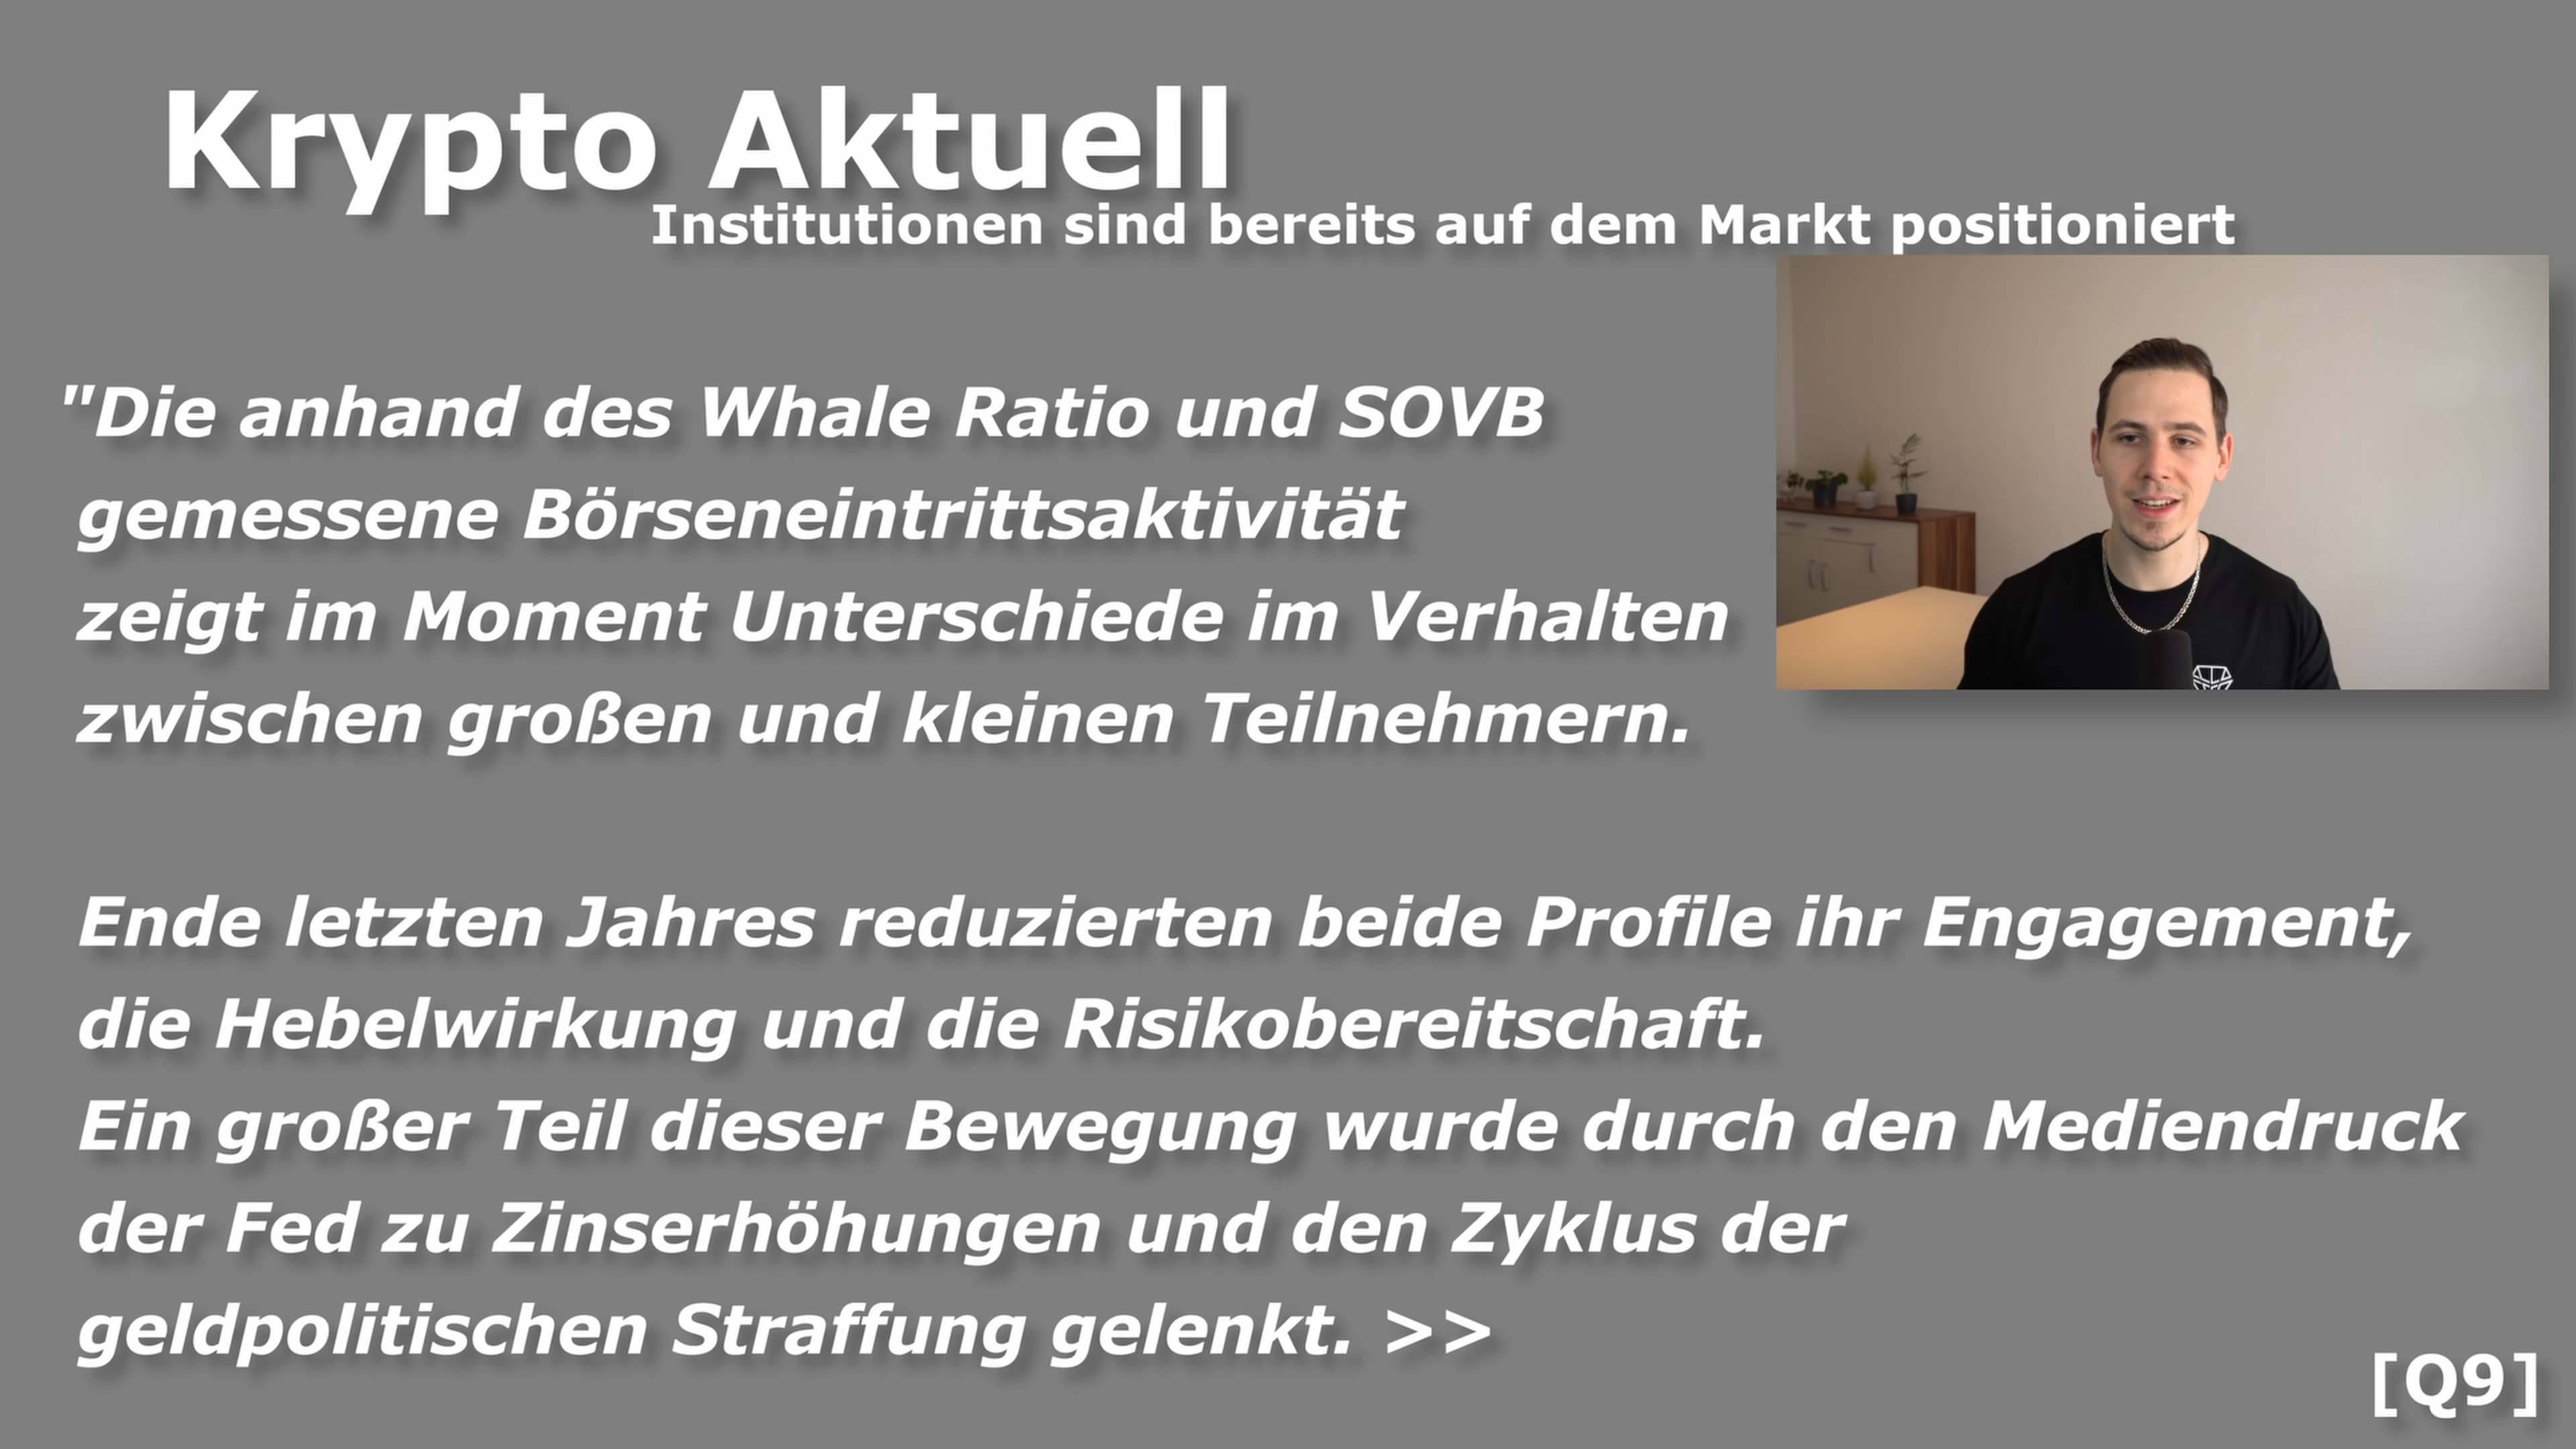 Krypto Aktuell
Institutionen sind bereits auf dem Markt positioniert
"Die anhand des Whale Ratio und SOVB
gemessene Börseneintrittsaktivität
zeigt im Moment Unterschiede im Verhalten
zwischen großen und kleinen Teilnehmern.
Ende letzten Jahres reduzierten beide Profile ihr Engagement,
die Hebelwirkung und die Risikobereitschaft.
Ein großer Teil dieser Bewegung wurde durch den Mediendruck
der Fed zu Zinserhöhungen und den Zyklus der
geldpolitischen Straffung gelenkt. >>
[Q9]